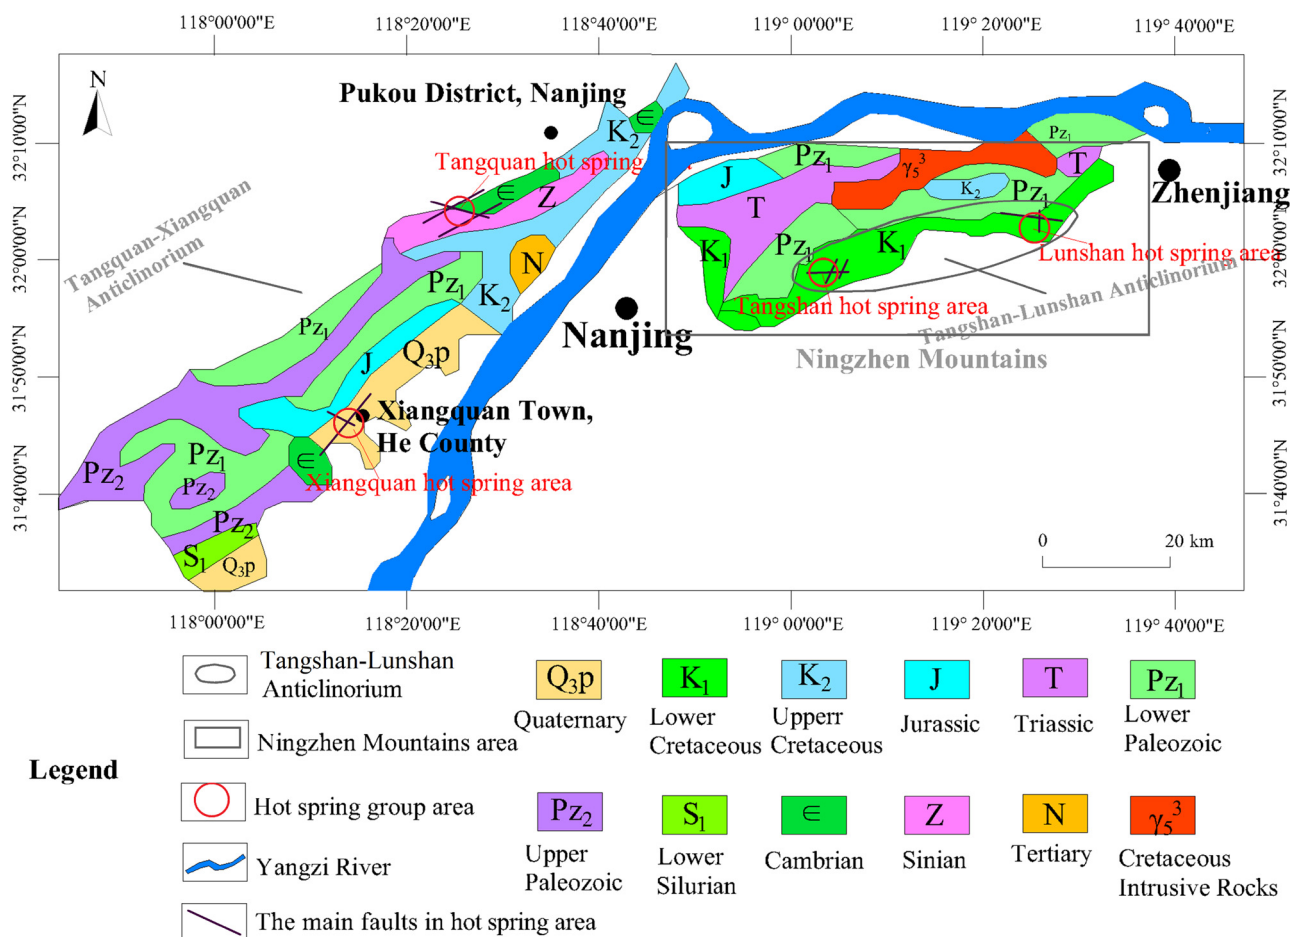 118°00'00"E
118°20'00"E
118°40'00"E
119°00'00"E
119°20'00"E
119°40'00"E
N
Pukou District, Nanjing
K2
∈
Pz1
32°10'00"N
32°10'00"N
Tangquan hot spring area
Pz1
γ5³
T
J
Zhenjiang
∈
Z
K2
Pz1
T
Tangquan-Xiangquan
Anticlinorium
32°00'00"N
32°00'00"N
Pz1
K1
K1
Lunshan hot spring area
N
Pz1
K2
Tangshan hot spring area
Tangshan-Lunshan Anticlinorium
Pz1
Nanjing
Ningzhen Mountains
Q3p
J
31°50'00"N
31°50'00"N
Xiangquan Town,
He County
Pz1
∈
Pz2
Pz2
Xiangquan hot spring area
31°40'00"N
31°40'00"N
Pz2
S1
Q3p
0
20 km
118°00'00"E
118°20'00"E
118°40'00"E
119°00'00"E
119°20'00"E
119°40'00"E
Legend
Tangshan-Lunshan
Anticlinorium
Ningzhen Mountains area
Hot spring group area
Yangzi River
The main faults in hot spring area
Q3p
Quaternary
K1
Lower
Cretaceous
K2
Upperr
Cretaceous
J
Jurassic
T
Triassic
Pz1
Lower
Paleozoic
Pz2
Upper
Paleozoic
S1
Lower
Silurian
∈
Cambrian
Z
Sinian
N
Tertiary
γ5³
Cretaceous
Intrusive Rocks